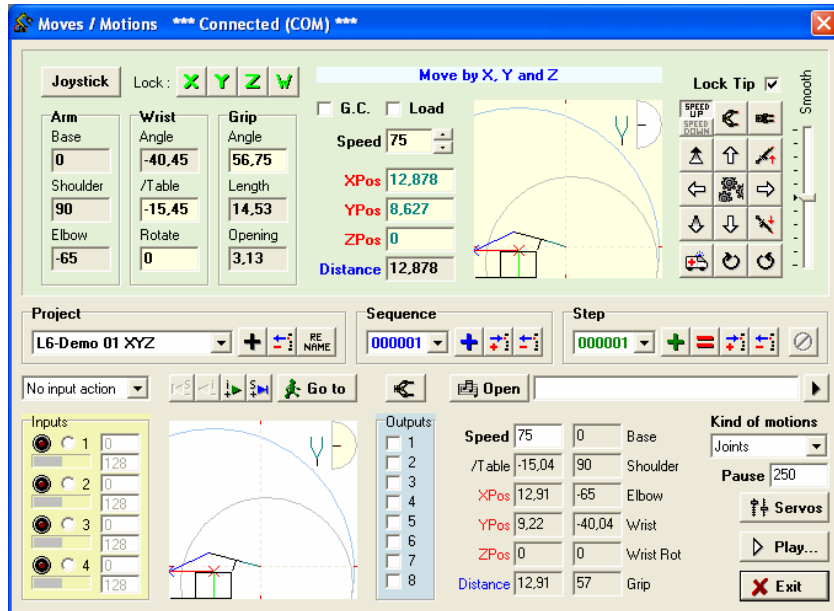 Moves / Motions *** Connected (COM) ***
Joystick Lock : X Y Z W
Move by X, Y and Z
Lock Tip
Smooth
Arm Wrist Grip
G.C. Load
SPEED UP
SPEED DOWN
Base Angle Angle
0 -40,45 56,75
Speed 75
Shoulder /Table Length
90 -15,45 14,53
XPos 12,878
YPos 8,627
Elbow Rotate Opening
-65 0 3,13
ZPos 0
Distance 12,878
Project Sequence Step
L6-Demo 01 XYZ RE NAME 000001 000001
No input action Go to Open
Inputs Outputs
1 0
128
2 0
128
3 0
128
4 0
128
1
2
3
4
5
6
7
8
Speed 75 0 Base
/Table -15,04 90 Shoulder
XPos 12,91 -65 Elbow
YPos 9,22 -40,04 Wrist
ZPos 0 0 Wrist Rot
Distance 12,91 57 Grip
Kind of motions
Joints
Pause 250
Servos
Play...
Exit